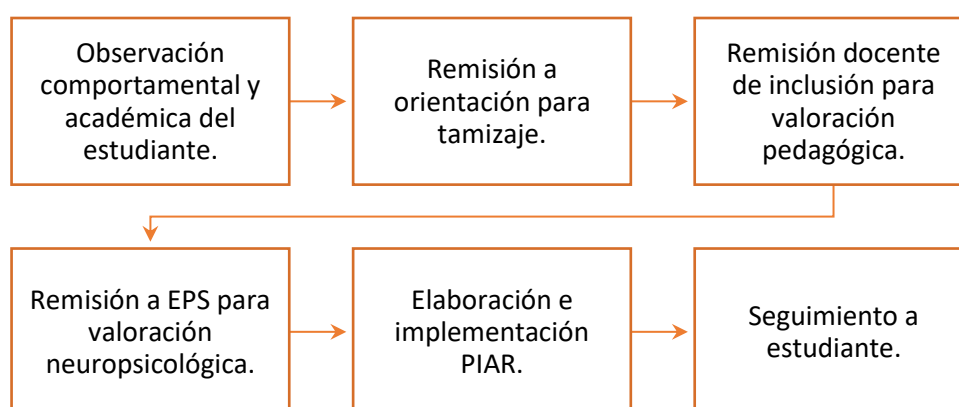 Observación
comportamental y
académica del
estudiante.
Remisión a
orientación para
tamizaje.
Remisión docente
de inclusión para
valoración
pedagógica.
Remisión a EPS para
valoración
neuropsicológica.
Elaboración e
implementación
PIAR.
Seguimiento a
estudiante.